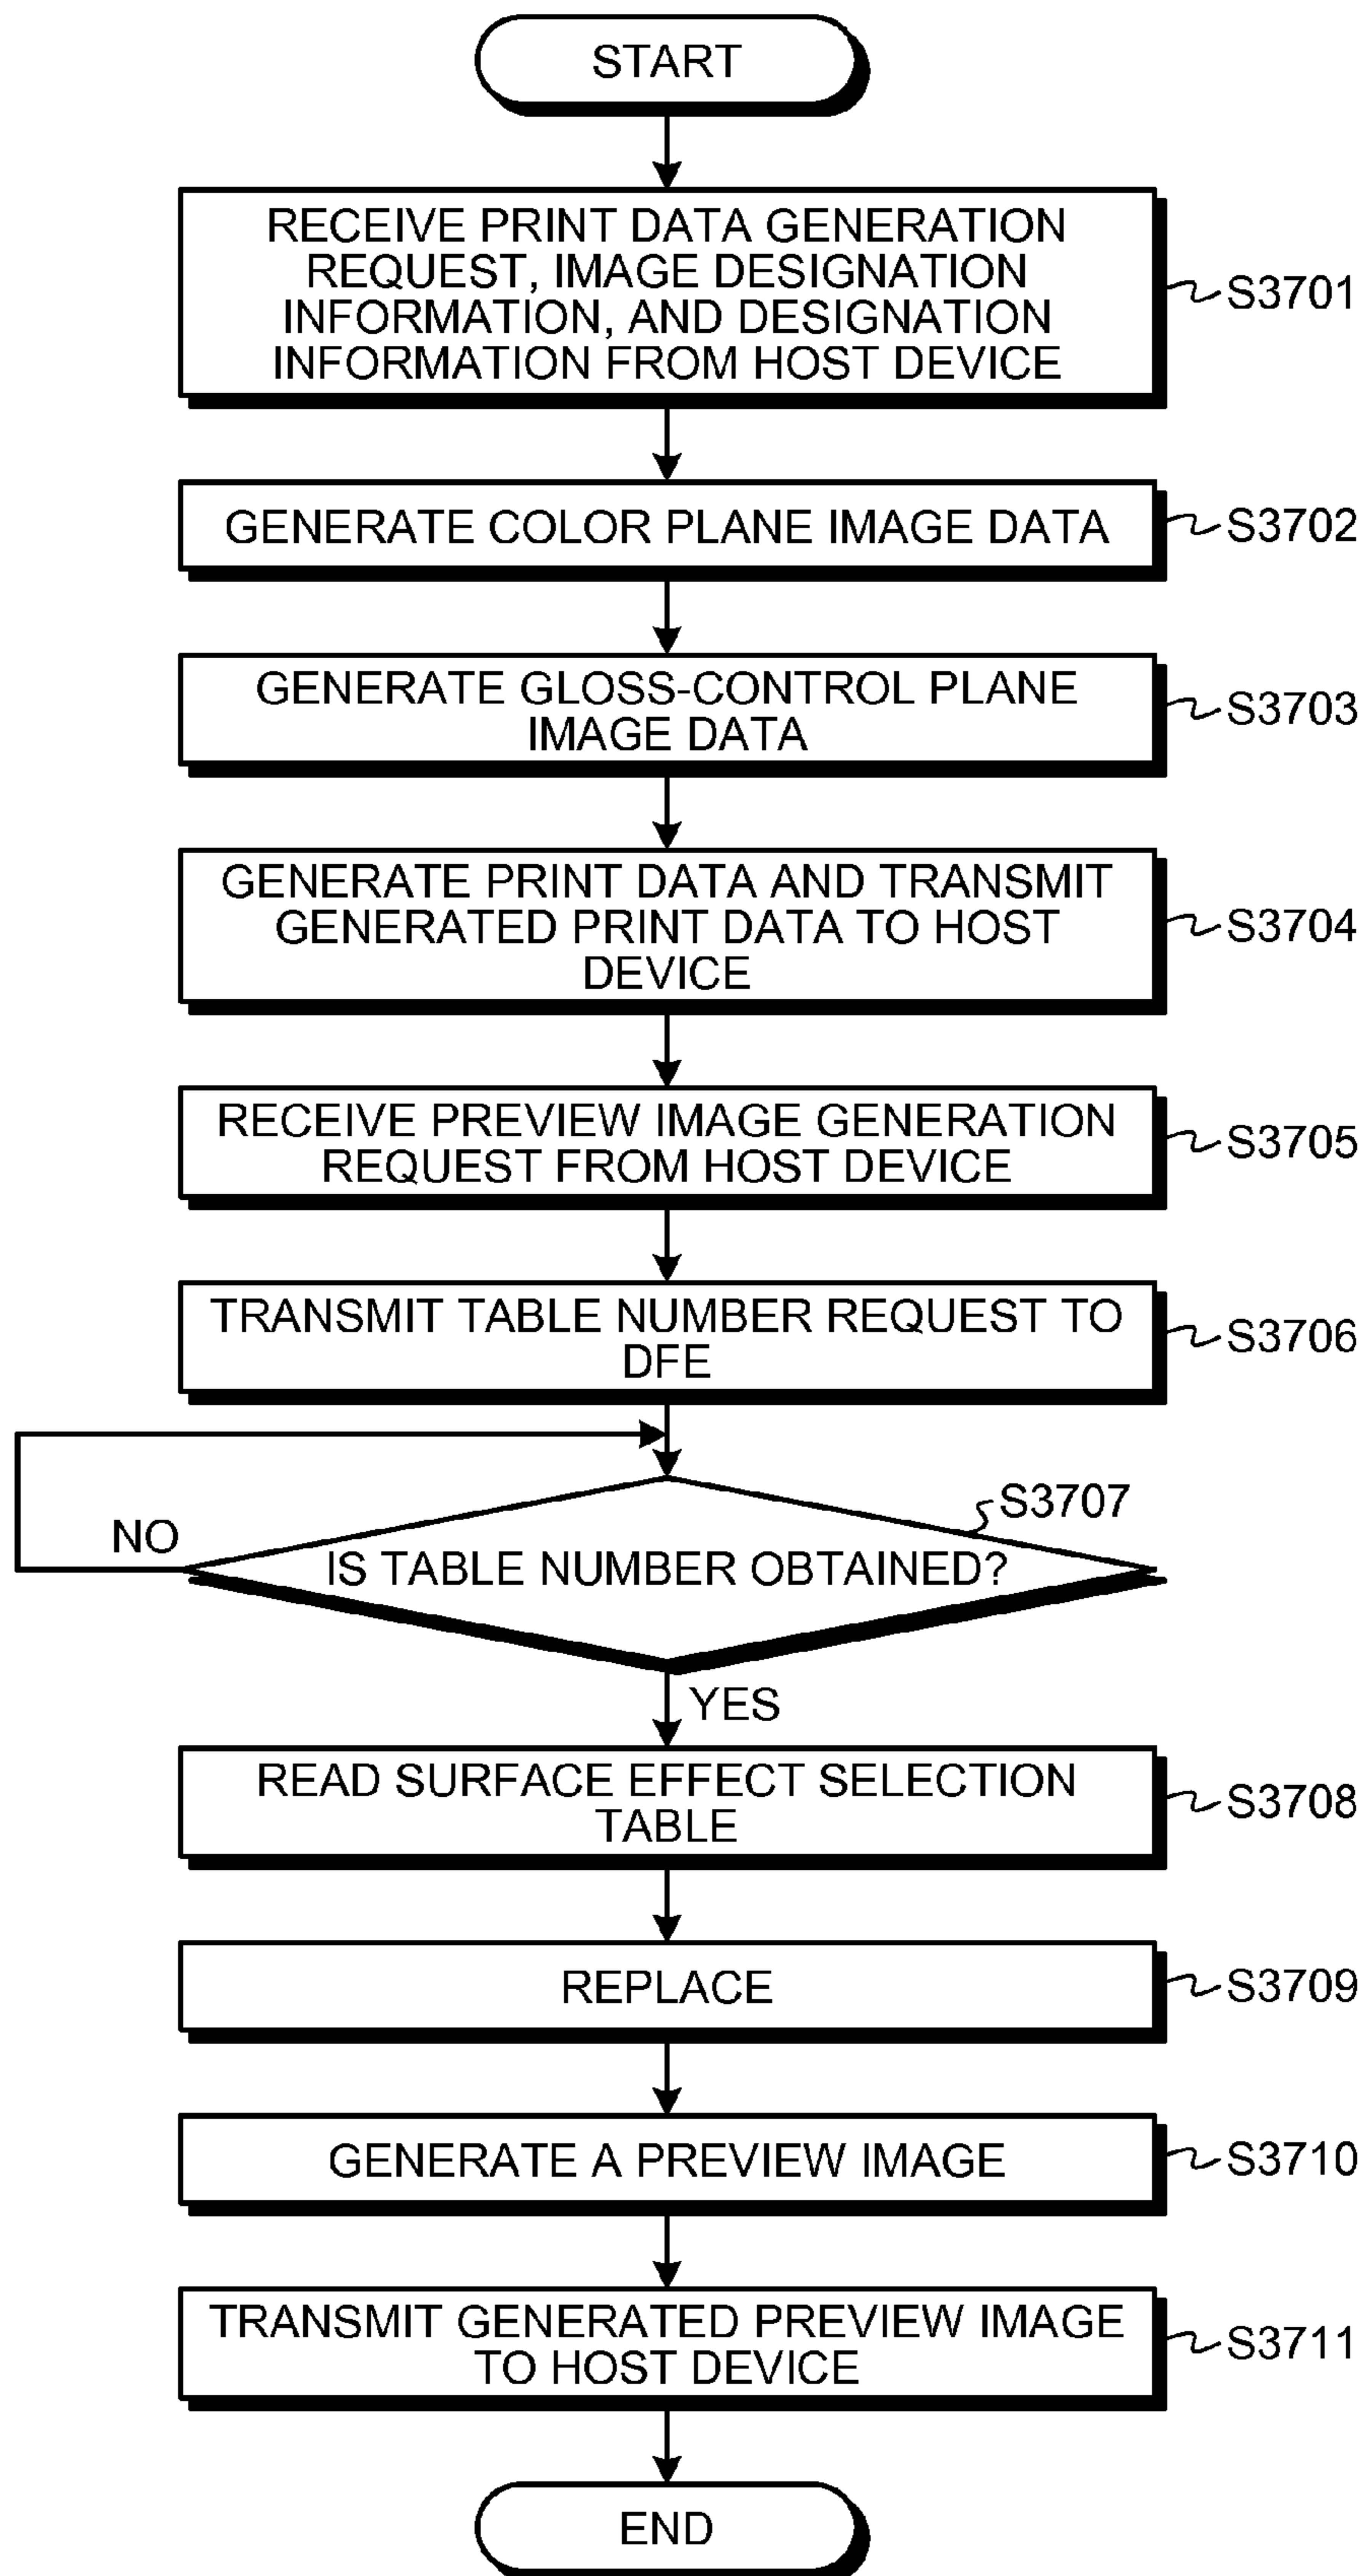 START
RECEIVE PRINT DATA GENERATION
REQUEST, IMAGE DESIGNATION
INFORMATION, AND DESIGNATION
INFORMATION FROM HOST DEVICE
S3701
GENERATE COLOR PLANE IMAGE DATA
S3702
GENERATE GLOSS-CONTROL PLANE
IMAGE DATA
S3703
GENERATE PRINT DATA AND TRANSMIT
GENERATED PRINT DATA TO HOST
DEVICE
S3704
RECEIVE PREVIEW IMAGE GENERATION
REQUEST FROM HOST DEVICE
S3705
TRANSMIT TABLE NUMBER REQUEST TO
DFE
S3706
S3707
NO
IS TABLE NUMBER OBTAINED?
YES
READ SURFACE EFFECT SELECTION
TABLE
S3708
REPLACE
S3709
GENERATE A PREVIEW IMAGE
S3710
TRANSMIT GENERATED PREVIEW IMAGE
TO HOST DEVICE
S3711
END